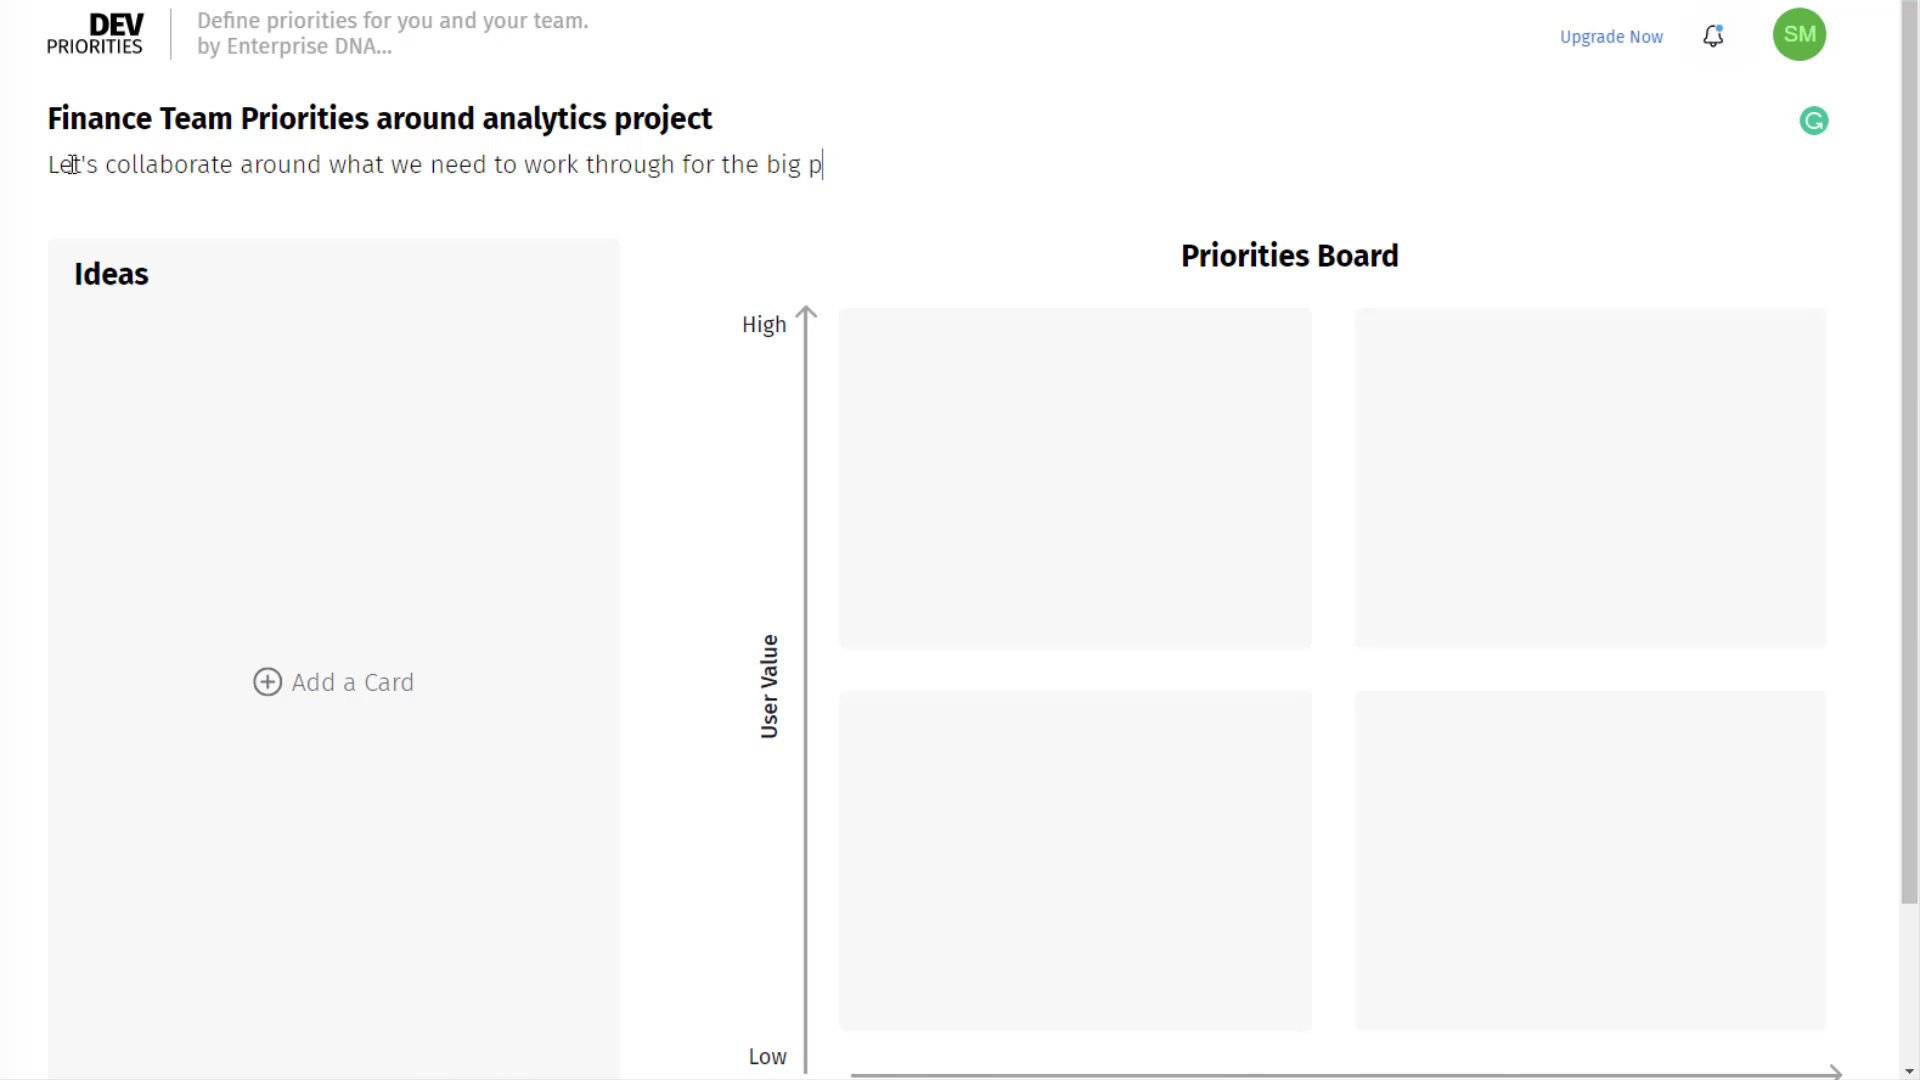 DEV
PRIORITIES
Define priorities for you and your team.
by Enterprise DNA...
Upgrade Now
SM
Finance Team Priorities around analytics project
Let's collaborate around what we need to work through for the big p
Ideas
Add a Card
Priorities Board
High
User Value
Low